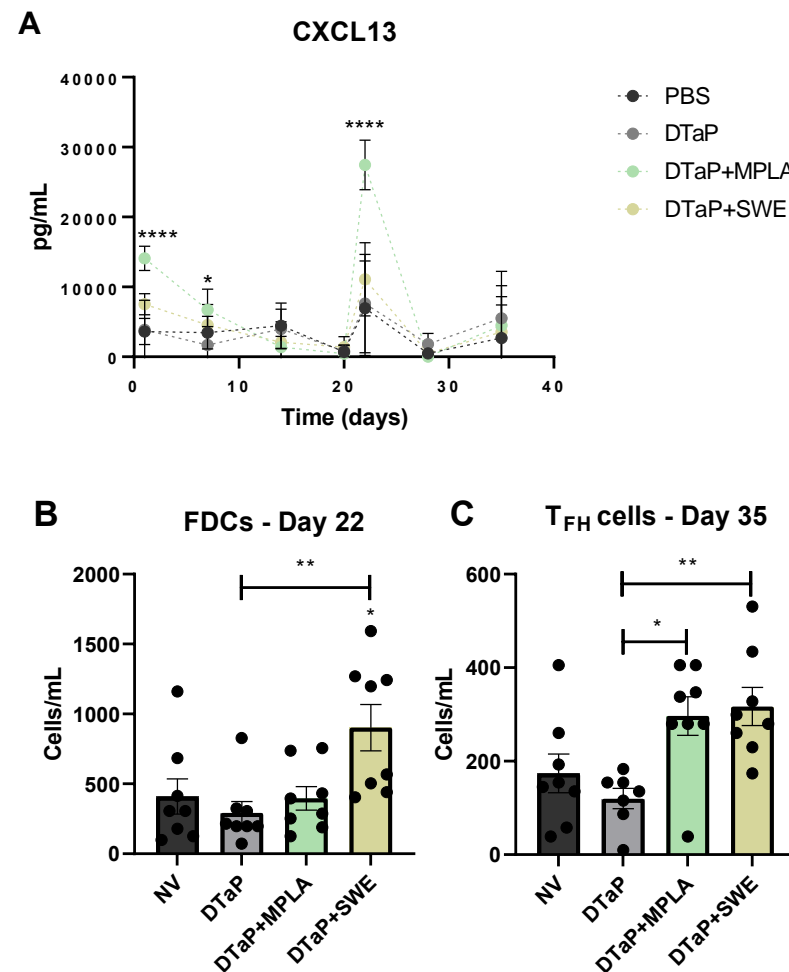 A
CXCL13
40000
30000
20000
10000
0
pg/mL
****
*
****
0 10 20 30 40
Time (days)
PBS
DTaP
DTaP+MPLA
DTaP+SWE
B
FDCs - Day 22
2000
1500
1000
500
0
Cells/mL
**
*
NV
DTaP
DTaP+MPLA
DTaP+SWE
C
TFH cells - Day 35
600
400
200
0
Cells/mL
**
*
NV
DTaP
DTaP+MPLA
DTaP+SWE